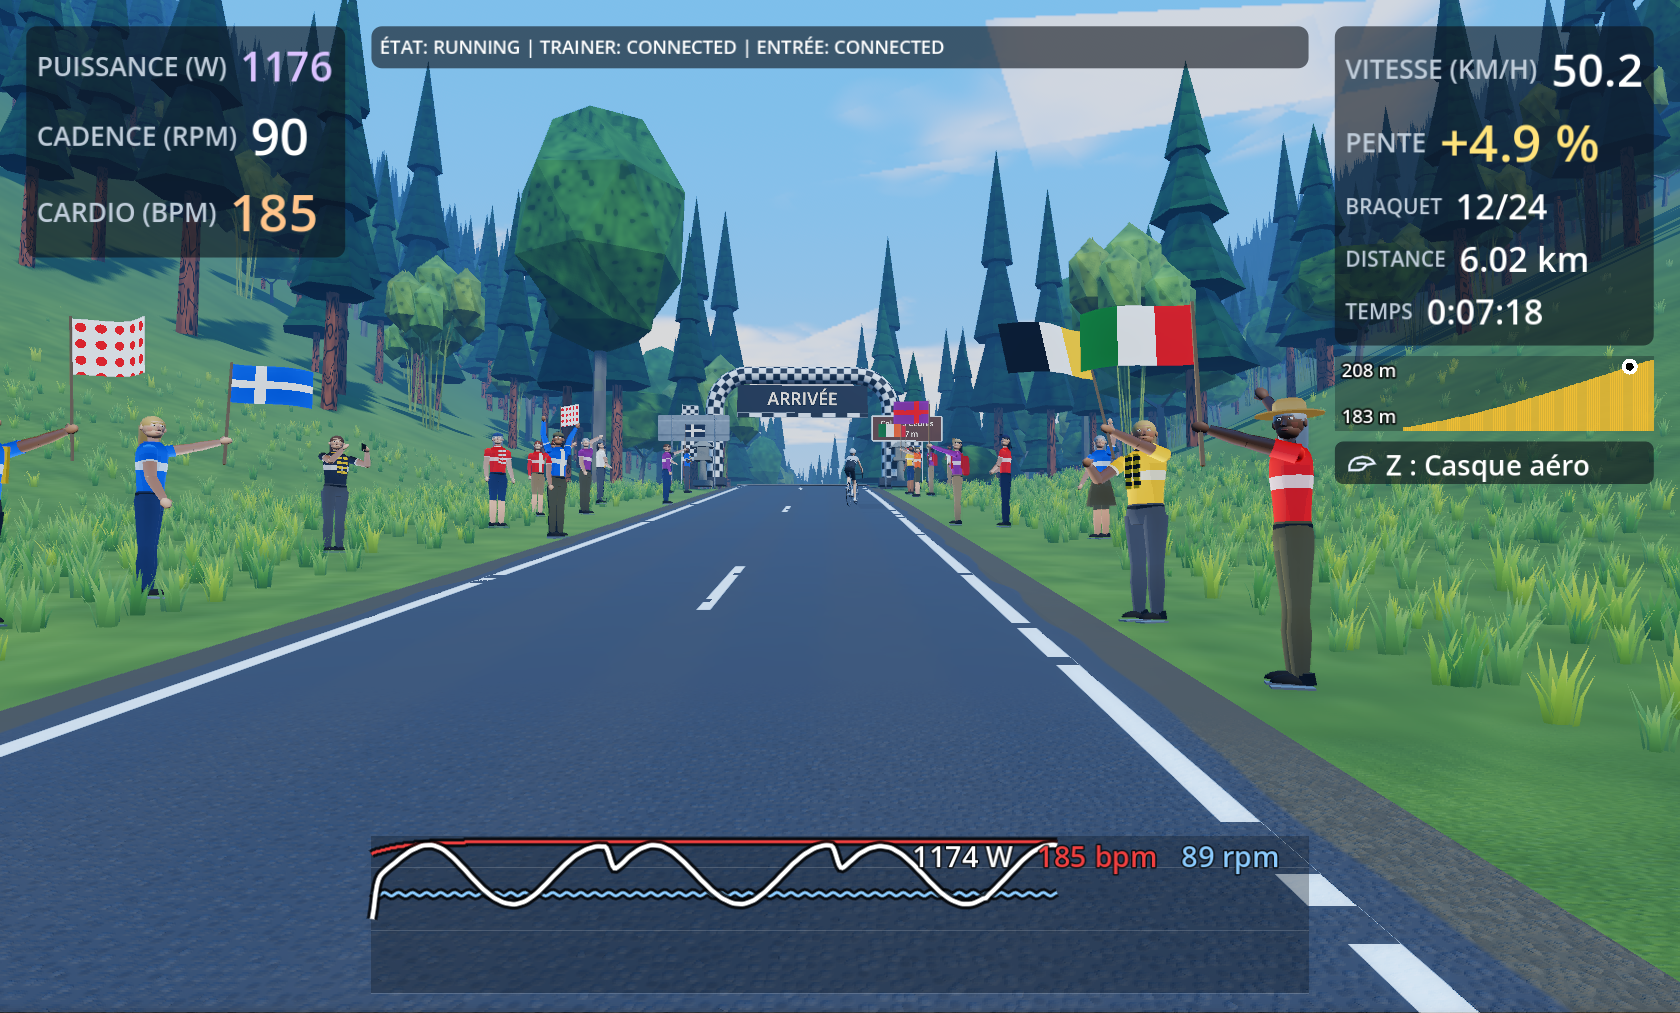 PUISSANCE (W) 1176
CADENCE (RPM) 90
CARDIO (BPM) 185
ÉTAT: RUNNING | TRAINER: CONNECTED | ENTRÉE: CONNECTED
VITESSE (KM/H) 50.2
PENTE +4.9 %
BRAQUET 12/24
DISTANCE 6.02 km
TEMPS 0:07:18
208 m
183 m
Z : Casque aéro
ARRIVÉE
7 m
1174 W 185 bpm 89 rpm